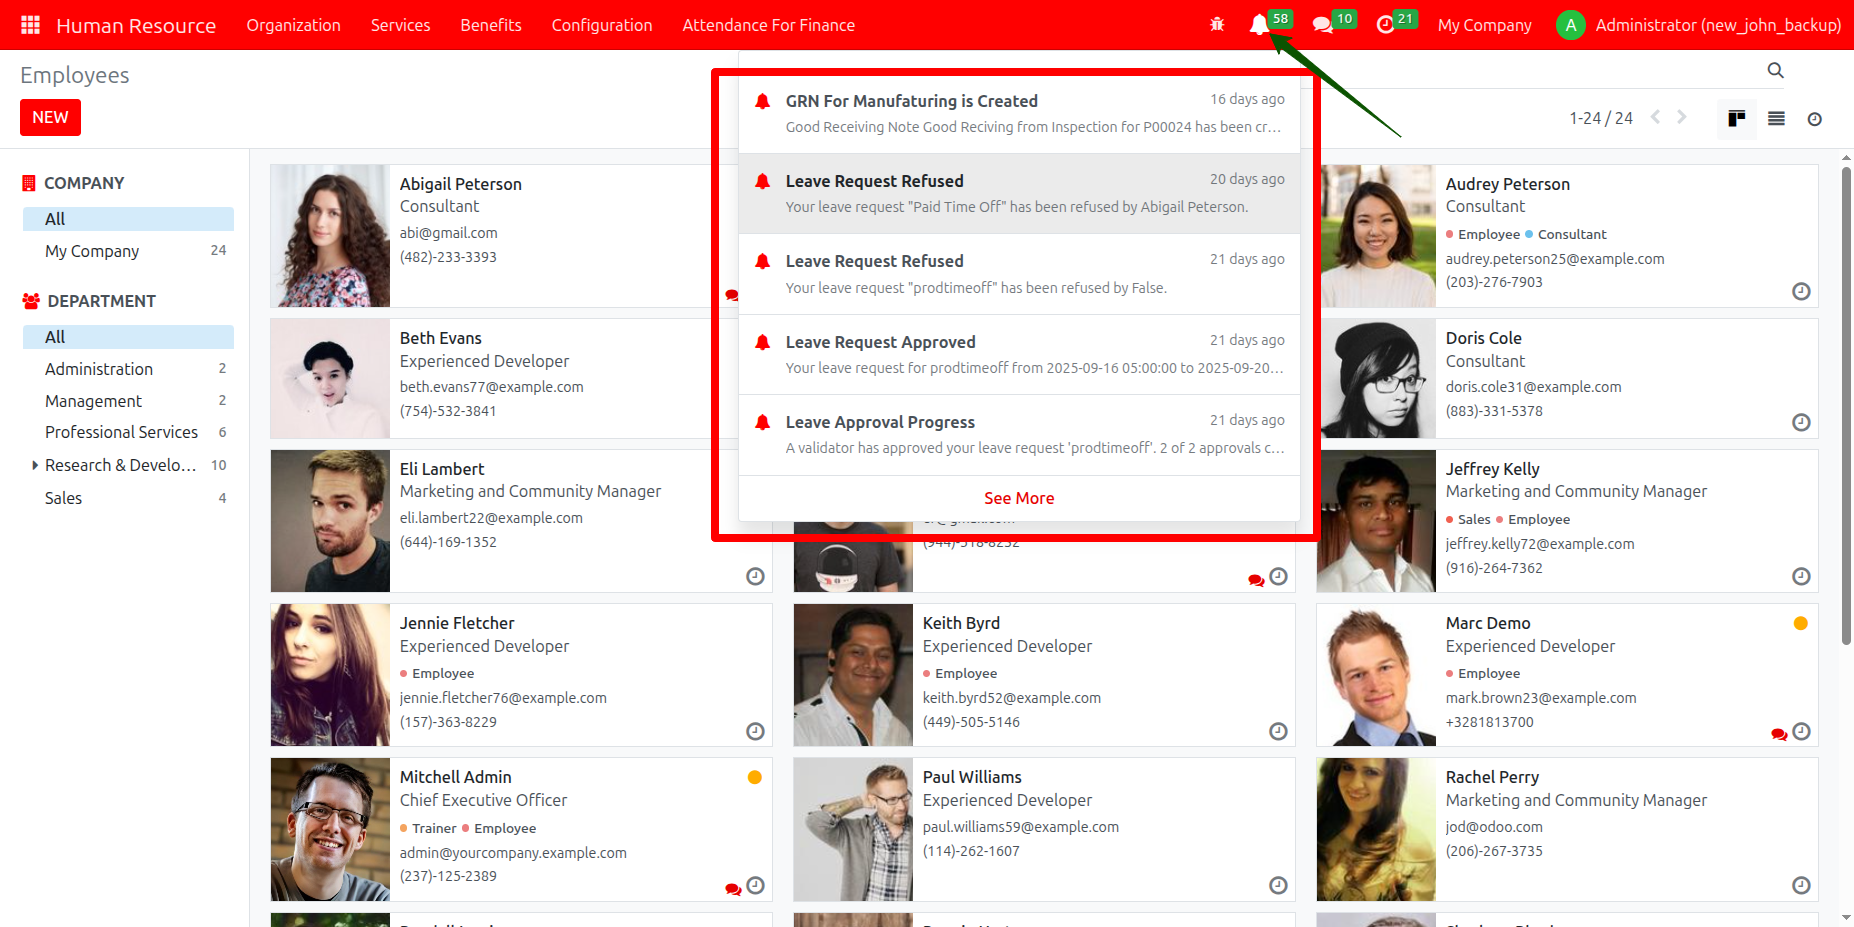 Human Resource Organization Services Benefits Configuration Attendance For Finance 58 10 21 My Company A Administrator (new_john_backup)
Employees
NEW
1-24 / 24
COMPANY
All
My Company 24
DEPARTMENT
All
Administration 2
Management 2
Professional Services 6
Research & Develo... 10
Sales 4
GRN For Manufaturing is Created 16 days ago
Good Receiving Note Good Reciving from Inspection for P00024 has been cr...
Leave Request Refused 20 days ago
Your leave request "Paid Time Off" has been refused by Abigail Peterson.
Leave Request Refused 21 days ago
Your leave request "prodtimeoff" has been refused by False.
Leave Request Approved 21 days ago
Your leave request for prodtimeoff from 2025-09-16 05:00:00 to 2025-09-20...
Leave Approval Progress 21 days ago
A validator has approved your leave request 'prodtimeoff'. 2 of 2 approvals c...
See More
Abigail Peterson
Consultant
abi@gmail.com
(482)-233-3393
Audrey Peterson
Consultant
Employee Consultant
audrey.peterson25@example.com
(203)-276-7903
Beth Evans
Experienced Developer
beth.evans77@example.com
(754)-532-3841
Doris Cole
Consultant
doris.cole31@example.com
(883)-331-5378
Eli Lambert
Marketing and Community Manager
eli.lambert22@example.com
(644)-169-1352
Jeffrey Kelly
Marketing and Community Manager
Sales Employee
jeffrey.kelly72@example.com
(916)-264-7362
Jennie Fletcher
Experienced Developer
Employee
jennie.fletcher76@example.com
(157)-363-8229
Keith Byrd
Experienced Developer
Employee
keith.byrd52@example.com
(449)-505-5146
Marc Demo
Experienced Developer
Employee
mark.brown23@example.com
+3281813700
Mitchell Admin
Chief Executive Officer
Trainer Employee
admin@yourcompany.example.com
(237)-125-2389
Paul Williams
Experienced Developer
paul.williams59@example.com
(114)-262-1607
Rachel Perry
Marketing and Community Manager
jod@odoo.com
(206)-267-3735